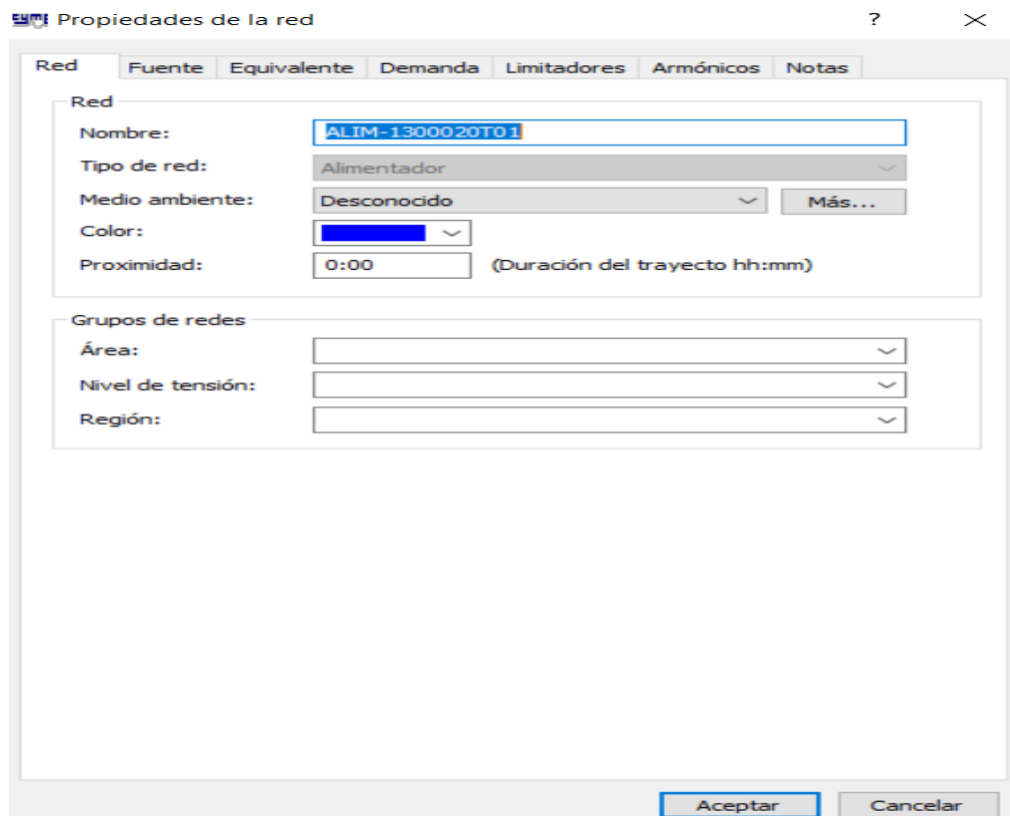 CYME Propiedades de la red ?
Red Fuente Equivalente Demanda Limitadores Armónicos Notas
Red
Nombre: ALIM-1300020T01
Tipo de red: Alimentador
Medio ambiente: Desconocido Más...
Color:
Proximidad: 0:00 (Duración del trayecto hh:mm)
Grupos de redes
Área:
Nivel de tensión:
Región:
Aceptar Cancelar